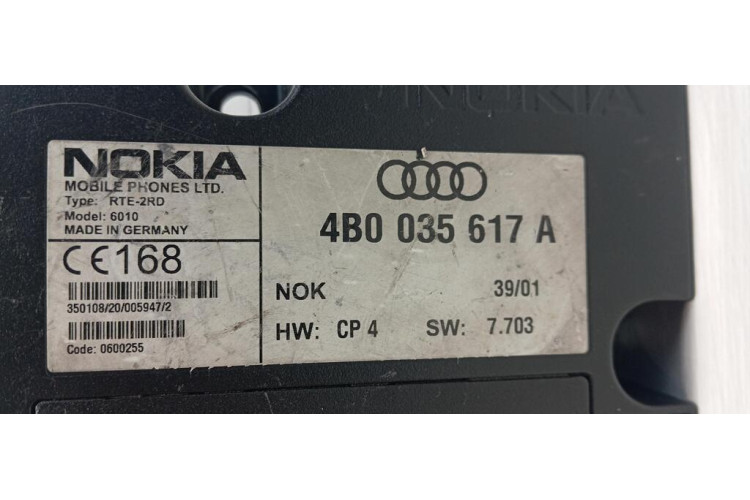 NOKIA
NOKIA
MOBILE PHONES LTD.
Type: RTE-2RD
Model: 6010
MADE IN GERMANY
CE168
350108/20/005947/2
Code: 0600255
4B0 035 617 A
NOK 39/01
HW: CP 4 SW: 7.703